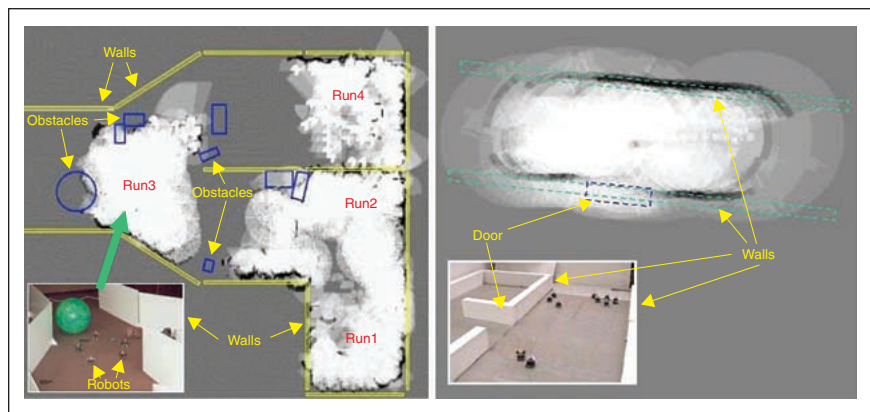 Walls
Obstacles
Run4
Run3
Obstacles
Run2
Run1
Walls
Robots
Door
Walls